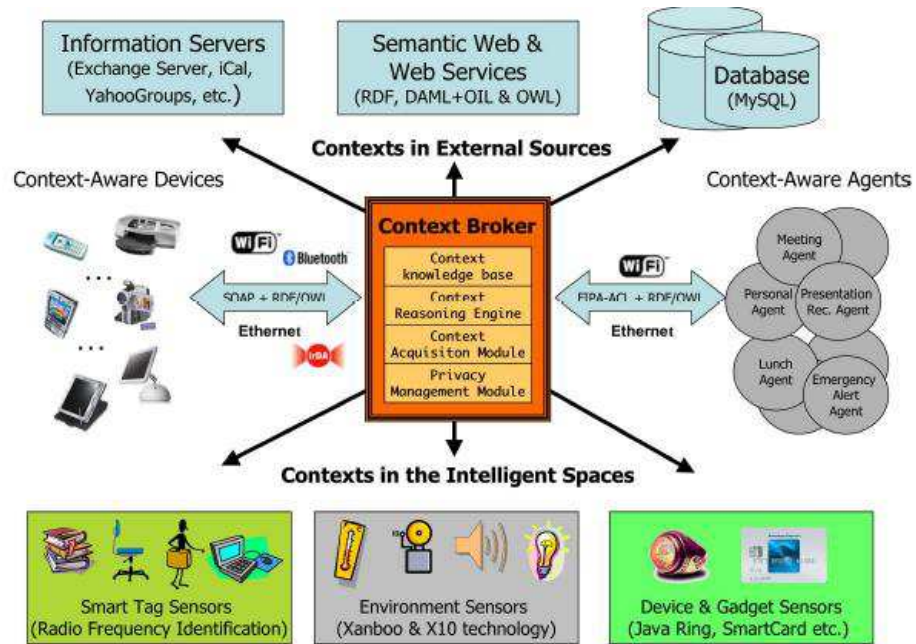 Information Servers
(Exchange Server, iCal,
YahooGroups, etc.)
Semantic Web &
Web Services
(RDF, DAML+OIL & OWL)
Database
(MySQL)
Contexts in External Sources
Context-Aware Devices
Context-Aware Agents
WiFi
Bluetooth
SOAP + RDF/OWL
Ethernet
IrDA
Context Broker
Context
knowledge base
Context
Reasoning Engine
Context
Acquisiton Module
Privacy
Management Module
WiFi
FIPA-ACL + RDF/OWL
Ethernet
Meeting
Agent
Personal
Agent
Presentation
Rec. Agent
Lunch
Agent
Emergency
Alert
Agent
Contexts in the Intelligent Spaces
Smart Tag Sensors
(Radio Frequency Identification)
Environment Sensors
(Xanboo & X10 technology)
Device & Gadget Sensors
(Java Ring, SmartCard etc.)